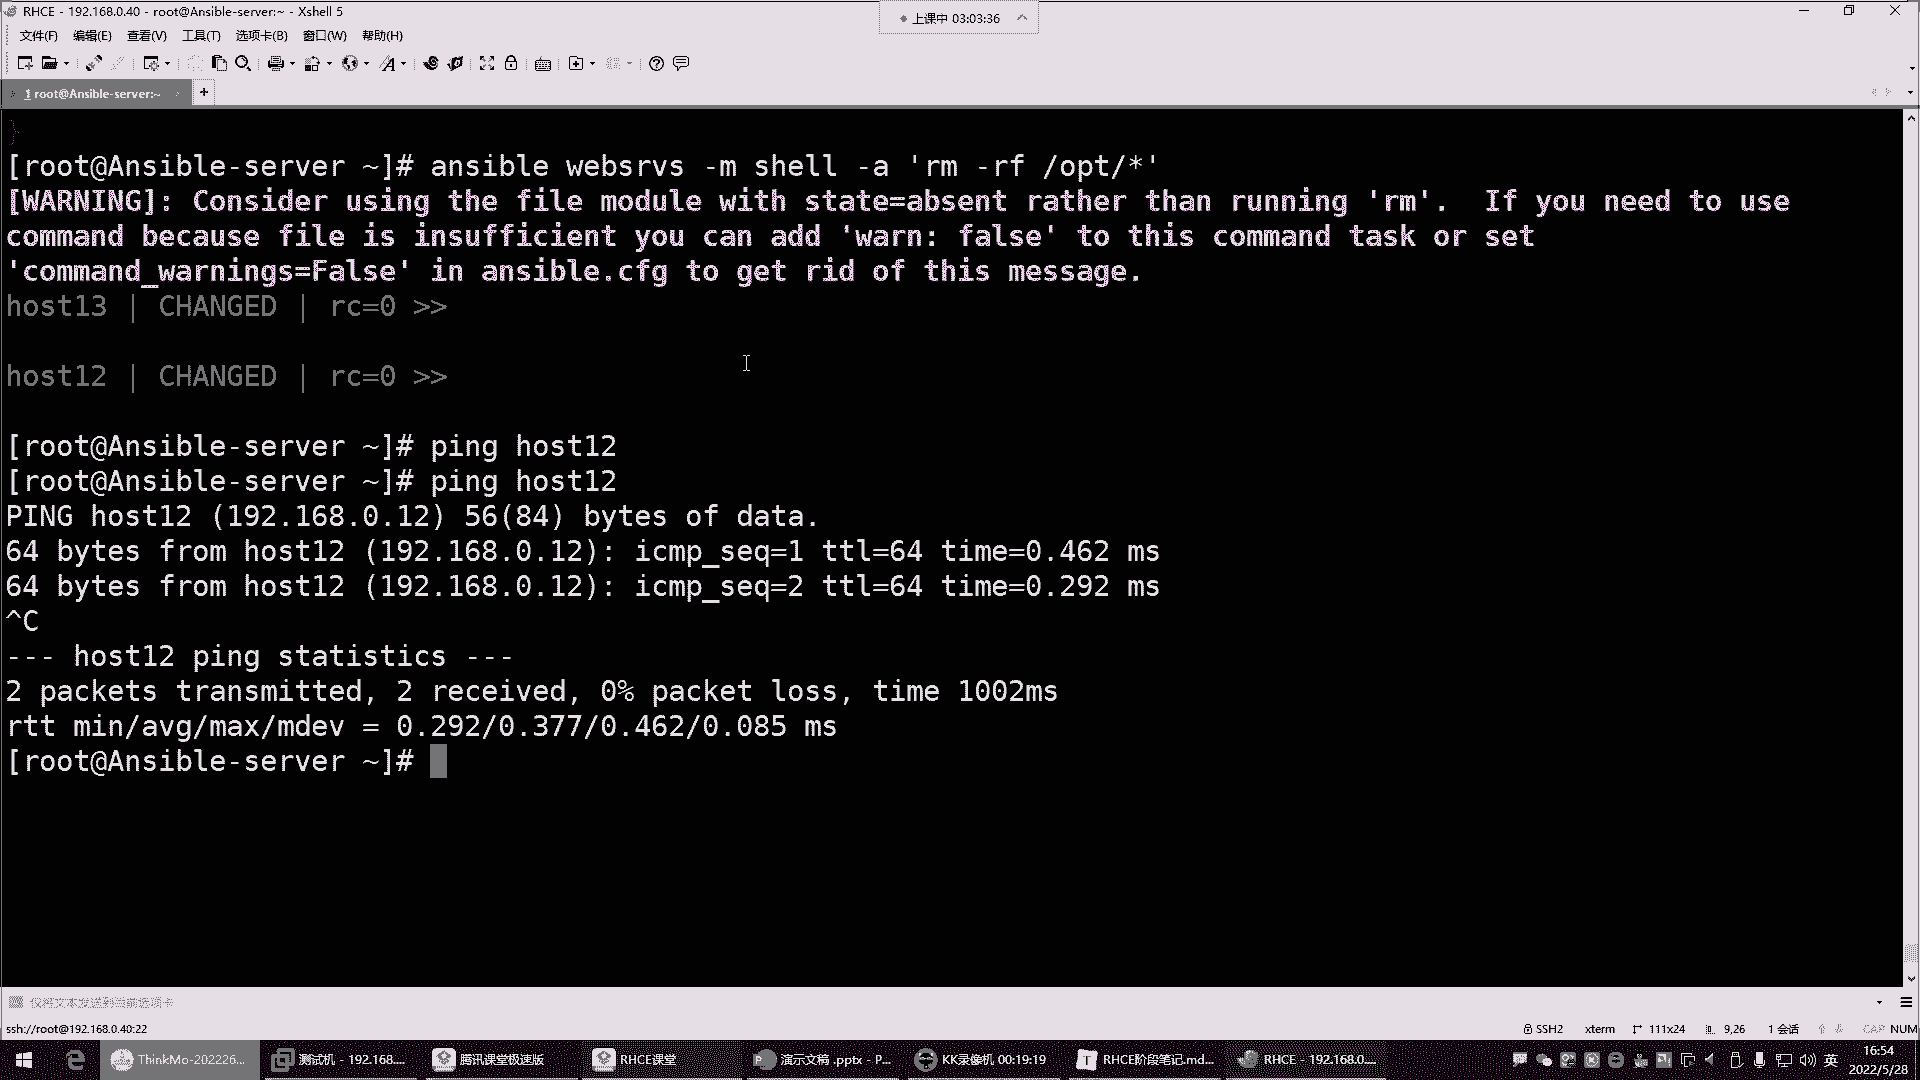 RHCE - 192.168.0.40 - root@Ansible-server:~ - Xshell 5
上课中 03:03:36
文件(F) 编辑(E) 查看(V) 工具(T) 选项卡(B) 窗口(W) 帮助(H)
1 root@Ansible-server:~
}
[root@Ansible-server ~]# ansible websrvs -m shell -a 'rm -rf /opt/*'
[WARNING]: Consider using the file module with state=absent rather than running 'rm'.  If you need to use
command because file is insufficient you can add 'warn: false' to this command task or set
'command_warnings=False' in ansible.cfg to get rid of this message.
host13 | CHANGED | rc=0 >>
host12 | CHANGED | rc=0 >>
[root@Ansible-server ~]# ping host12
[root@Ansible-server ~]# ping host12
PING host12 (192.168.0.12) 56(84) bytes of data.
64 bytes from host12 (192.168.0.12): icmp_seq=1 ttl=64 time=0.462 ms
64 bytes from host12 (192.168.0.12): icmp_seq=2 ttl=64 time=0.292 ms
^C
--- host12 ping statistics ---
2 packets transmitted, 2 received, 0% packet loss, time 1002ms
rtt min/avg/max/mdev = 0.292/0.377/0.462/0.085 ms
[root@Ansible-server ~]#
仅将文本发送到当前选项卡
ssh://root@192.168.0.40:22 SSH2 xterm 111x24 9,26 1 会话 CAP NUM
ThinkMo-202226... 测试机 - 192.168.... 腾讯课堂极速版 RHCE课堂 演示文稿 .pptx - P... KK录像机 00:19:19 RHCE阶段笔记.md... RHCE - 192.168.0.... 英 16:54
2022/5/28